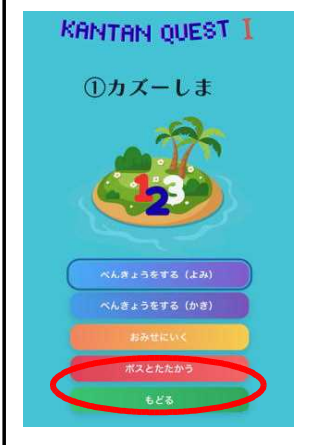 KANTAN QUEST I
①カズーしま
123
べんきょうをする（よみ）
べんきょうをする（かき）
おみせにいく
ボスとたたかう
もどる